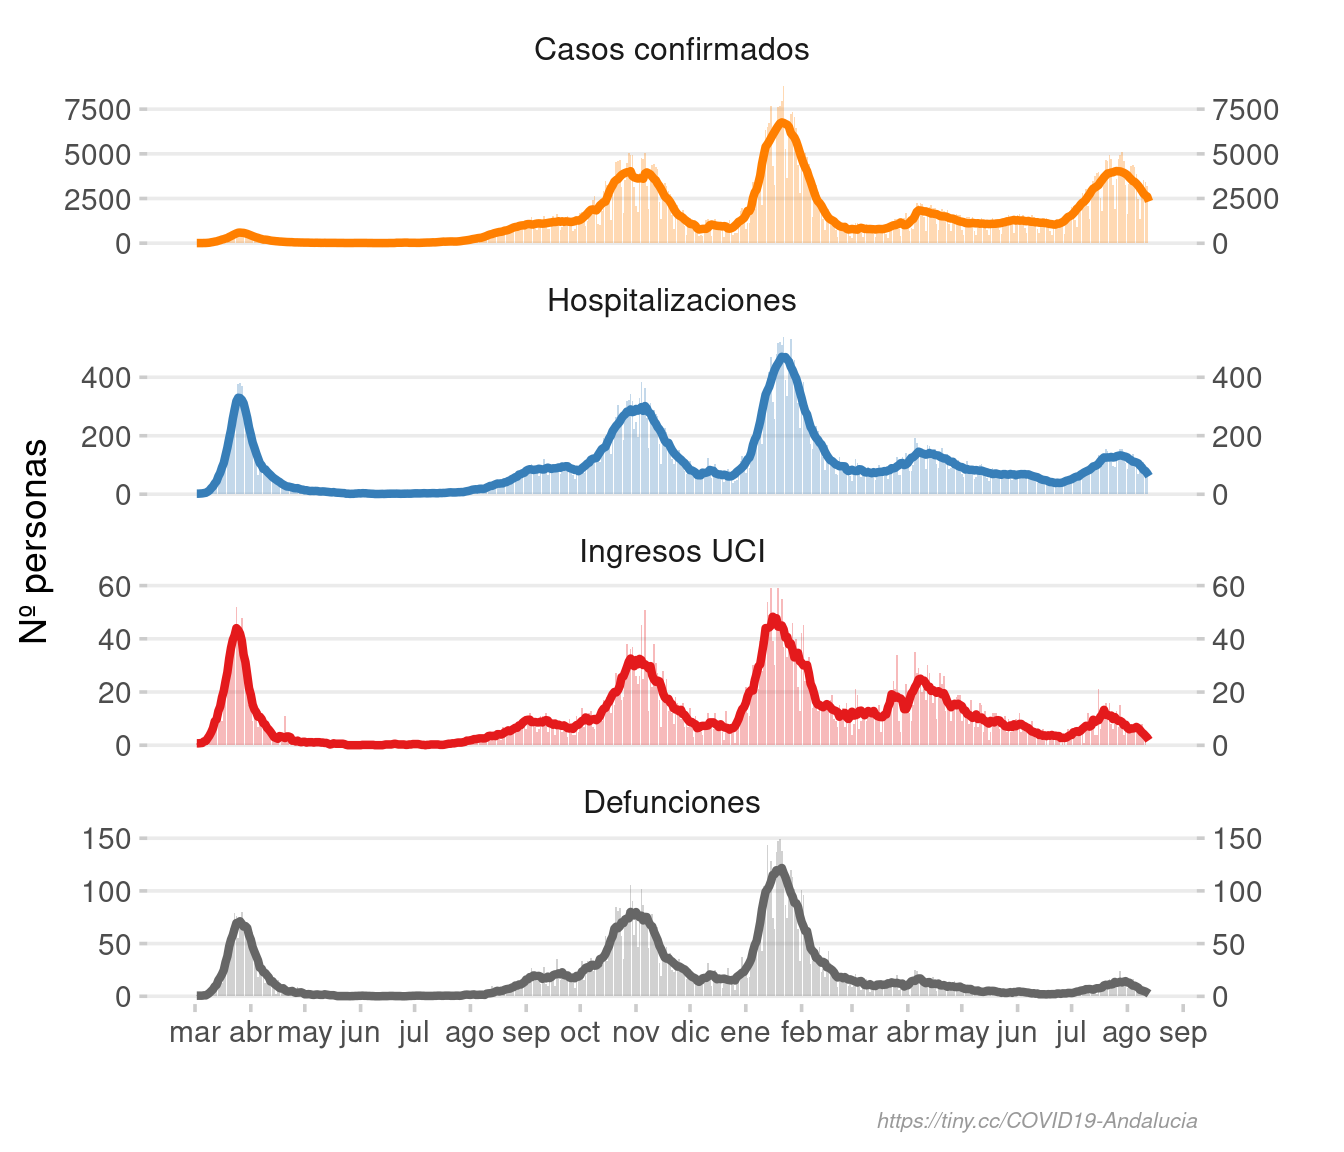 Casos confirmados
7500 7500
5000 5000
2500 2500
0 0
Hospitalizaciones
400 400
200 200
0 0
Nº personas
Ingresos UCI
60 60
40 40
20 20
0 0
Defunciones
150 150
100 100
50 50
0 0
mar abr may jun jul ago sep oct nov dic ene feb mar abr may jun jul ago sep
https://tiny.cc/COVID19-Andalucia